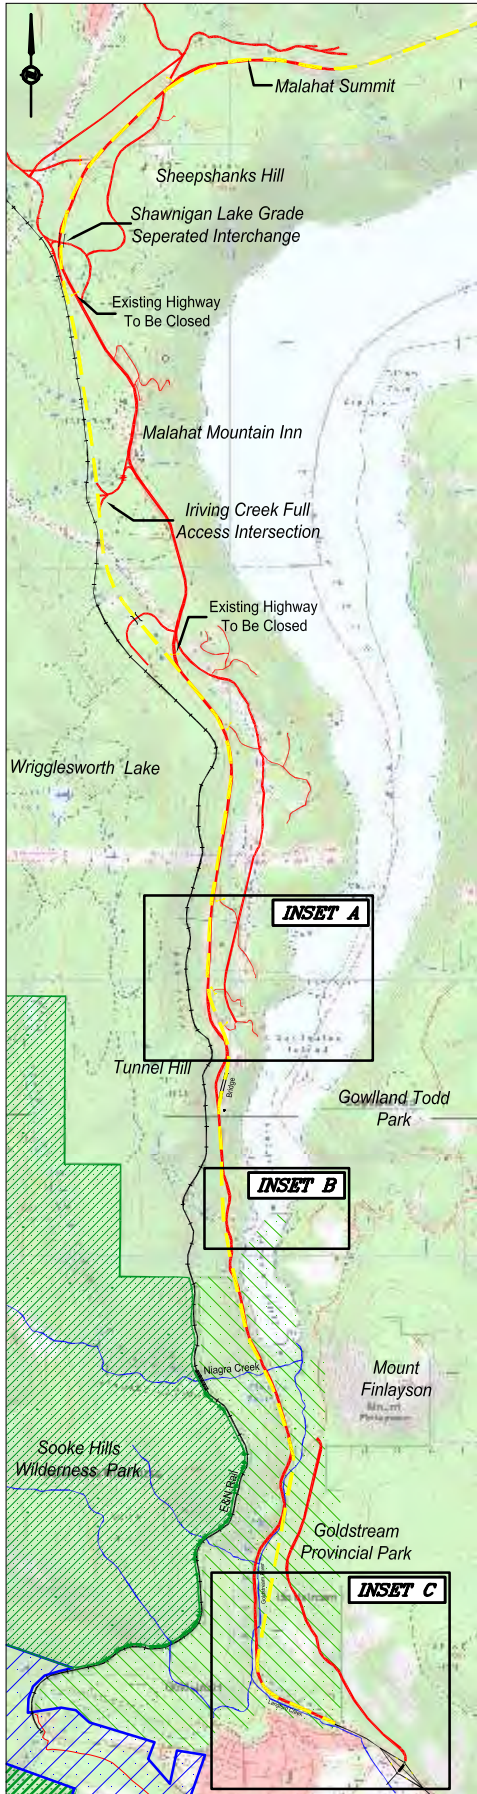 Malahat Summit
Sheepshanks Hill
Shawnigan Lake Grade
Seperated Interchange
Existing Highway
To Be Closed
Malahat Mountain Inn
Iriving Creek Full
Access Intersection
Existing Highway
To Be Closed
Wrigglesworth Lake
INSET A
Tunnel Hill
Bridge
Gowlland Todd
Park
INSET B
Niagra Creek
Mount
Finlayson
Sooke Hills
Wilderness Park
E&N Rail
Goldstream
Provincial Park
INSET C